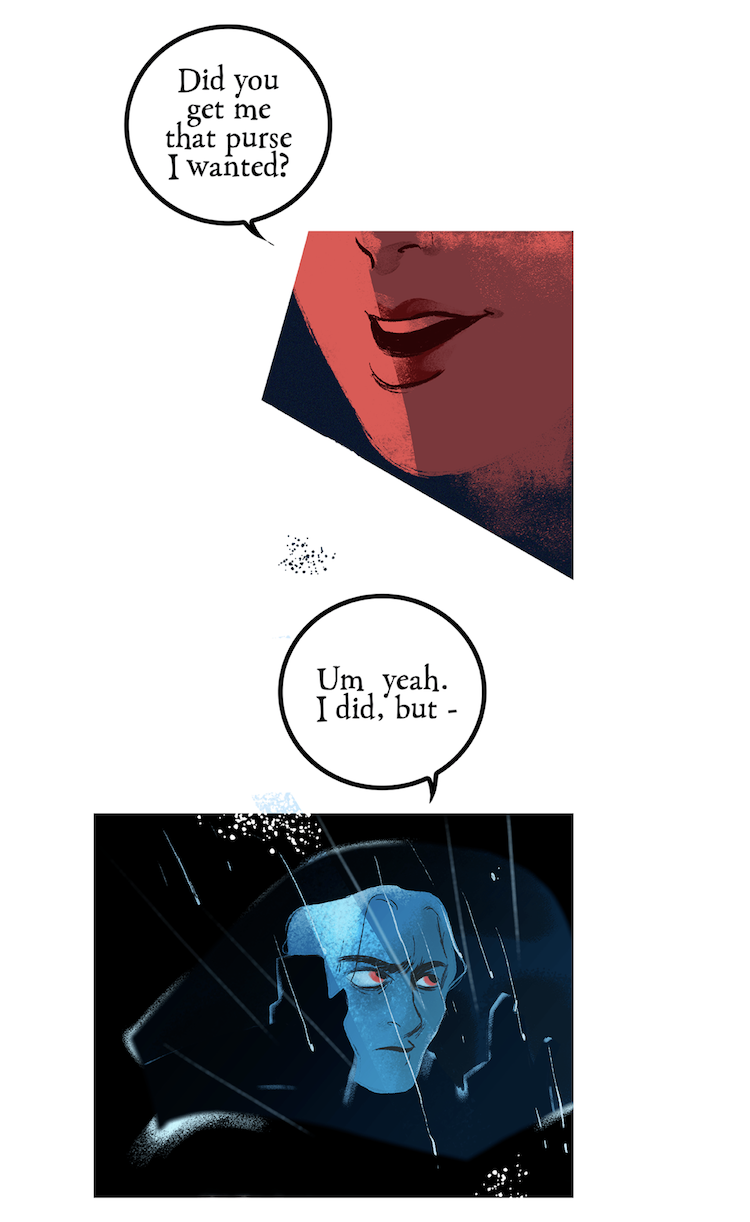 Did you
get me
that purse
I wanted?
Um yeah.
I did, but -